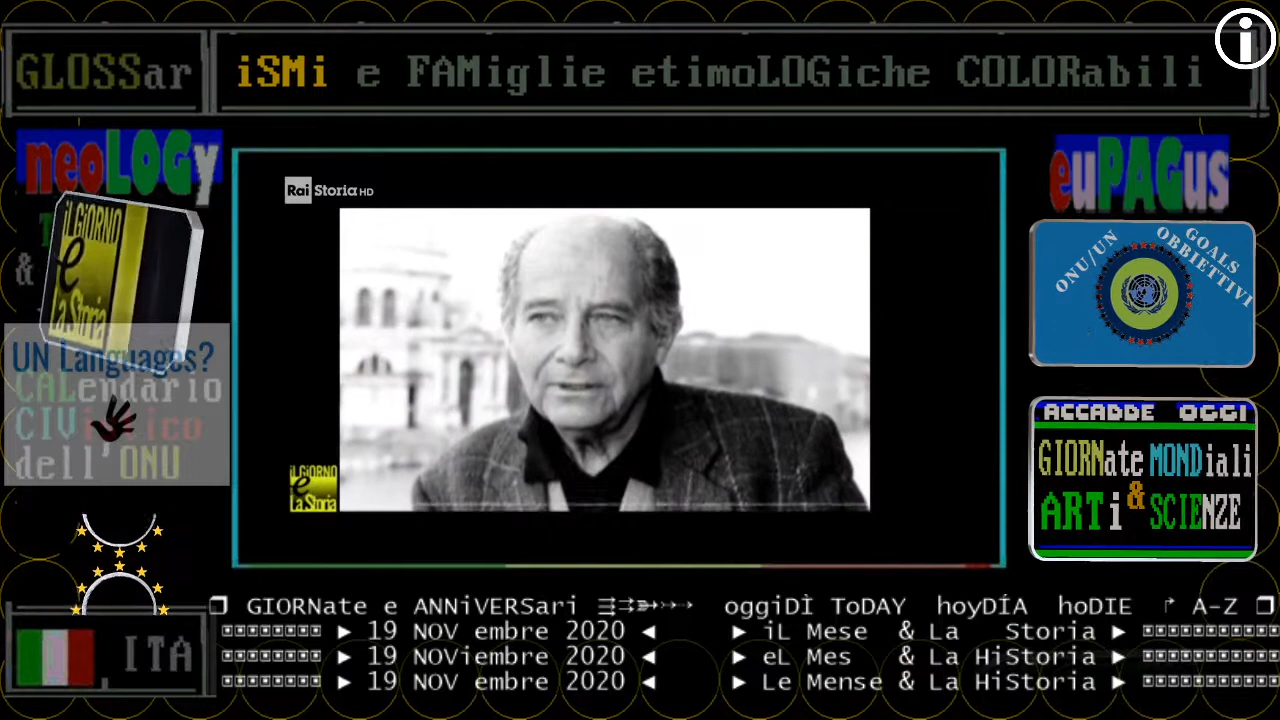 GLOSSar
iSMi e FAMiglie etimoLOGiche COLORabili
neoLOGy
euPAGus
T
&
iL GiORNO
e
La Storia
Rai Storia HD
ONU/UN
GOALS
OBBIETTIVI
UN Languages?
CALendario
CIVistico
dell'ONU
ACCADDE OGGI
GIORNate MONDiali
ARTi & SCIENZE
iL GiORNO
e
La Storia
GIORNate e ANNiVERSari oggiDÌ ToDAY hoyDÍA hoDIE A-Z
19 NOV embre 2020 iL Mese & La Storia
19 NOViembre 2020 eL Mes & La HiStoria
19 NOV embre 2020 Le Mense & La HiStoria
ITA